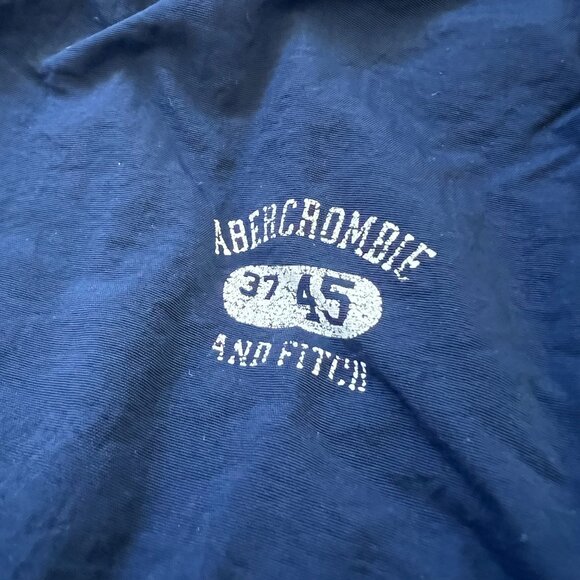 ABERCROMBIE
37 45
AND FITCH